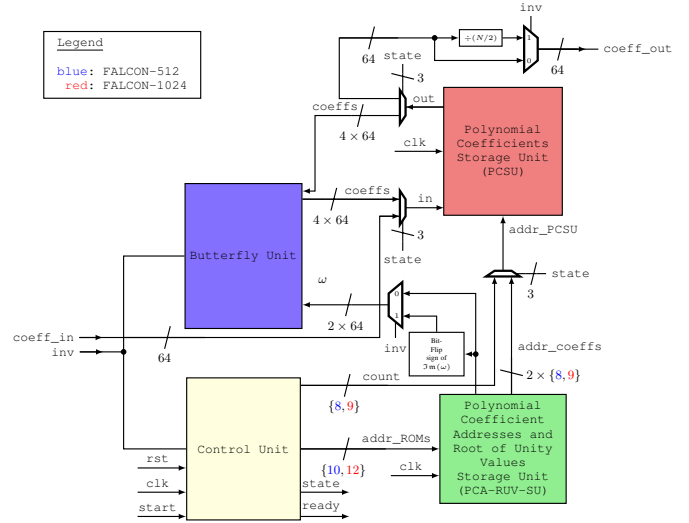 Legend
blue: FALCON-512
red: FALCON-1024
inv
÷(N/2)
1
0
64
64
coeff_out
state
3
out
coeffs
4 × 64
clk
Polynomial
Coefficients
Storage Unit
(PCSU)
Butterfly Unit
coeffs
4 × 64
in
3
state
addr_PCSU
ω
2 × 64
0
1
inv
Bit-
Flip
sign of
ℑm(ω)
state
3
coeff_in
inv
64
addr_coeffs
2 × {8,9}
count
{8,9}
Control Unit
addr_ROMs
{10,12}
rst
clk
start
state
ready
clk
Polynomial
Coefficient
Addresses and
Root of Unity
Values
Storage Unit
(PCA-RUV-SU)